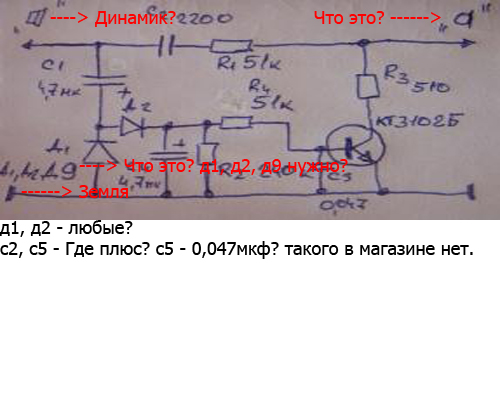 "Д" ----> Динамик? 2200 Что это? ------> "а"
C1
4,7мк
R1 51к
R4
51к
R3 510
КТ3102Б
Д2
+
+
Д1
Д1, Д2 Д9 ---> Что это? д1, д2, д9 нужно?
4,7мк
R2
C5
------> Земля
0,047
д1, д2 - любые?
с2, с5 - Где плюс? с5 - 0,047мкф? такого в магазине нет.